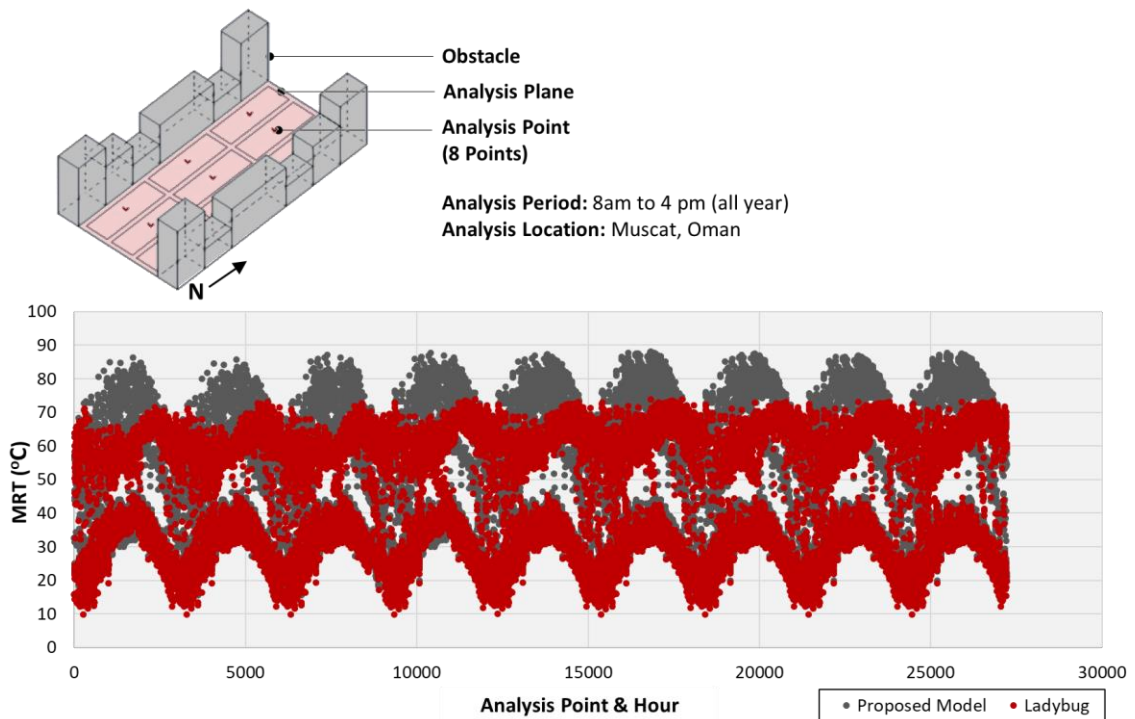 Obstacle
Analysis Plane
Analysis Point
(8 Points)
Analysis Period: 8am to 4 pm (all year)
Analysis Location: Muscat, Oman
N
100
90
80
70
60
50
40
30
20
10
0
MRT (ºC)
0 5000 10000 15000 20000 25000 30000
Analysis Point & Hour
Proposed Model Ladybug